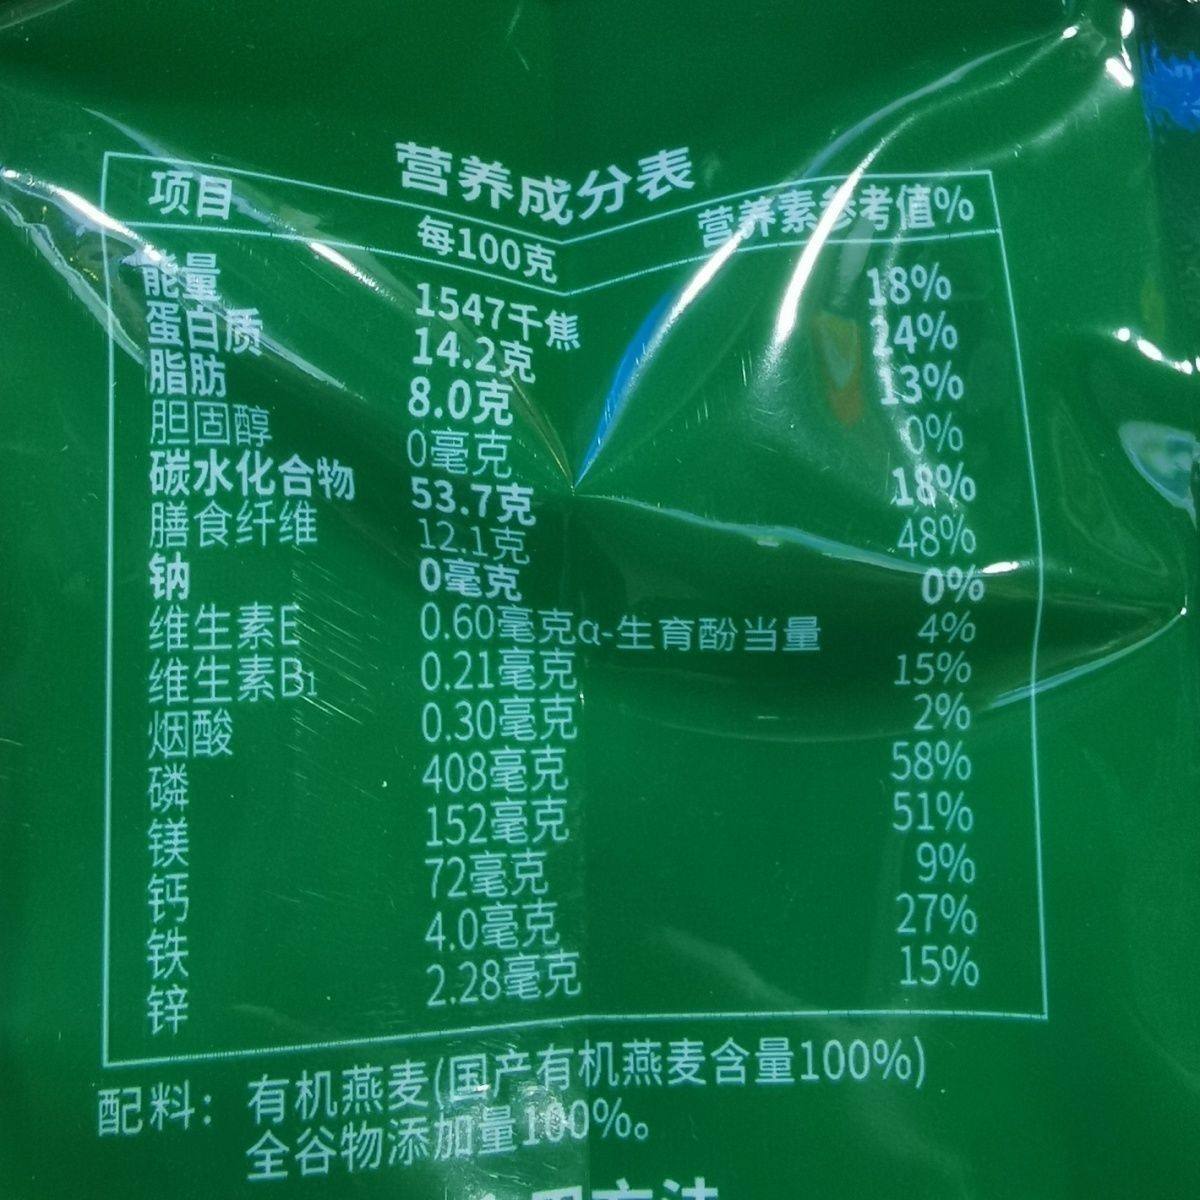 营养成分表
项目 每100克 营养素参考值%
能量 1547千焦 18%
蛋白质 14.2克 24%
脂肪 8.0克 13%
胆固醇 0毫克 0%
碳水化合物 53.7克 18%
膳食纤维 12.1克 48%
钠 0毫克 0%
维生素E 0.60毫克α-生育酚当量 4%
维生素B₁ 0.21毫克 15%
烟酸 0.30毫克 2%
磷 408毫克 58%
镁 152毫克 51%
钙 72毫克 9%
铁 4.0毫克 27%
锌 2.28毫克 15%
配料：有机燕麦(国产有机燕麦含量100%)
全谷物添加量100%。